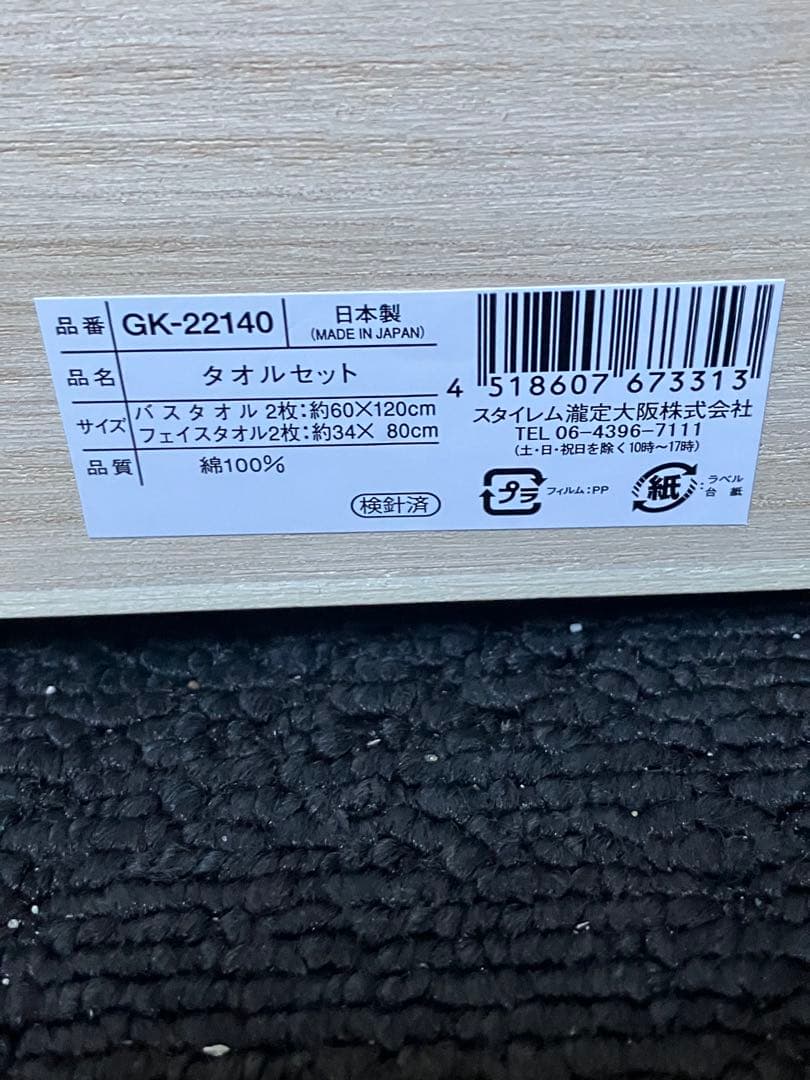 品番 GK-22140 日本製
(MADE IN JAPAN)
品名 タオルセット
サイズ バスタオル 2枚:約60×120cm
フェイスタオル2枚:約34× 80cm
品質 綿100%
検針済
4 518607 673313
スタイレム瀧定大阪株式会社
TEL 06-4396-7111
(土・日・祝日を除く10時〜17時)
プラ フィルム:PP
紙 :ラベル
台紙